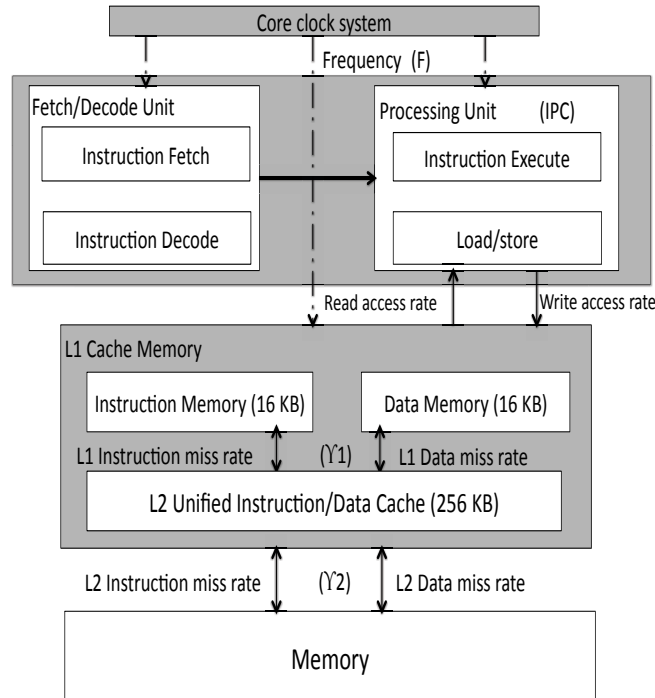 Core clock system
Frequency (F)
Fetch/Decode Unit
Instruction Fetch
Instruction Decode
Processing Unit (IPC)
Instruction Execute
Load/store
Read access rate
Write access rate
L1 Cache Memory
Instruction Memory (16 KB)
Data Memory (16 KB)
L1 Instruction miss rate (ϒ1) L1 Data miss rate
L2 Unified Instruction/Data Cache (256 KB)
L2 Instruction miss rate (ϒ2) L2 Data miss rate
Memory